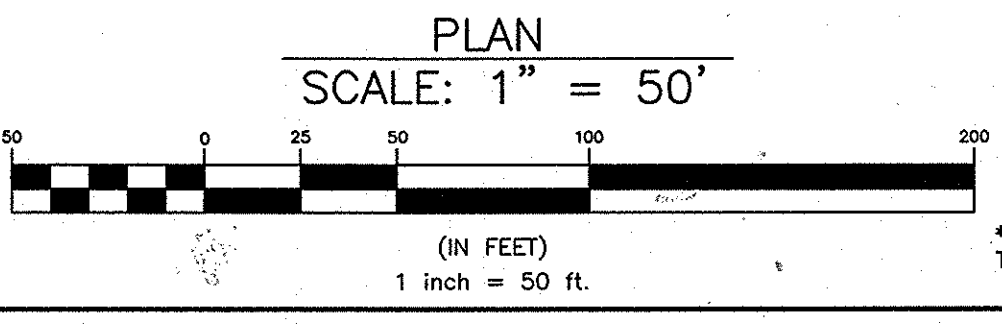 PLAN
SCALE: 1" = 50'
50 0 25 50 100 200
(IN FEET)
1 inch = 50 ft.
*
T